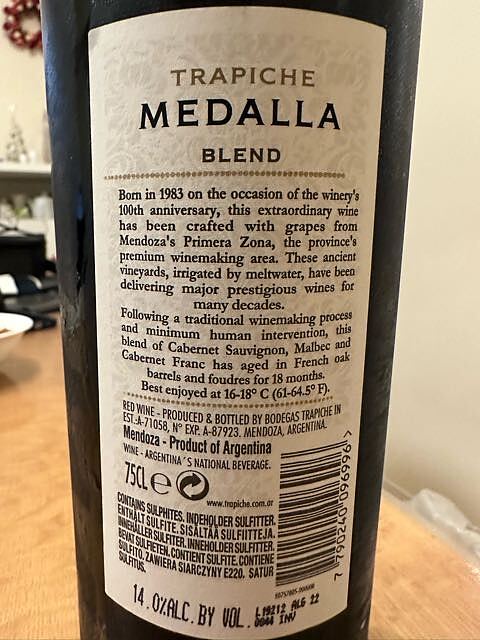 TRAPICHE
MEDALLA
BLEND
Born in 1983 on the occasion of the winery's
100th anniversary, this extraordinary wine
has been crafted with grapes from
Mendoza's Primera Zona, the province's
premium winemaking area. These ancient
vineyards, irrigated by meltwater, have been
delivering major prestigious wines for
many decades.
Following a traditional winemaking process
and minimum human intervention, this
blend of Cabernet Sauvignon, Malbec and
Cabernet Franc has aged in French oak
barrels and foudres for 18 months.
Best enjoyed at 16-18° C (61-64.5° F).
RED WINE - PRODUCED & BOTTLED BY BODEGAS TRAPICHE IN
EST.-A-71058, N° EXP. A-87923. MENDOZA, ARGENTINA.
Mendoza - Product of Argentina
WINE - ARGENTINA´S NATIONAL BEVERAGE.
75CL e
www.trapiche.com.ar
CONTAINS SULPHITES. INDEHOLDER SULFITTER.
ENTHÄLT SULFITE. SISÄLTÄÄ SULFIITTEJA.
INNEHÅLLER SULFITER. INNEHOLDER SULFITTER.
BEVAT SULFIETEN. CONTIENT SULFITE. CONTIENE
SULFITO. ZAWIERA SIARCZYNY E220. SATUR
SULFITUS.
7 790240 096996 >
14.0%ALC. BY VOL.
L19212 ALG 22
0044 INV